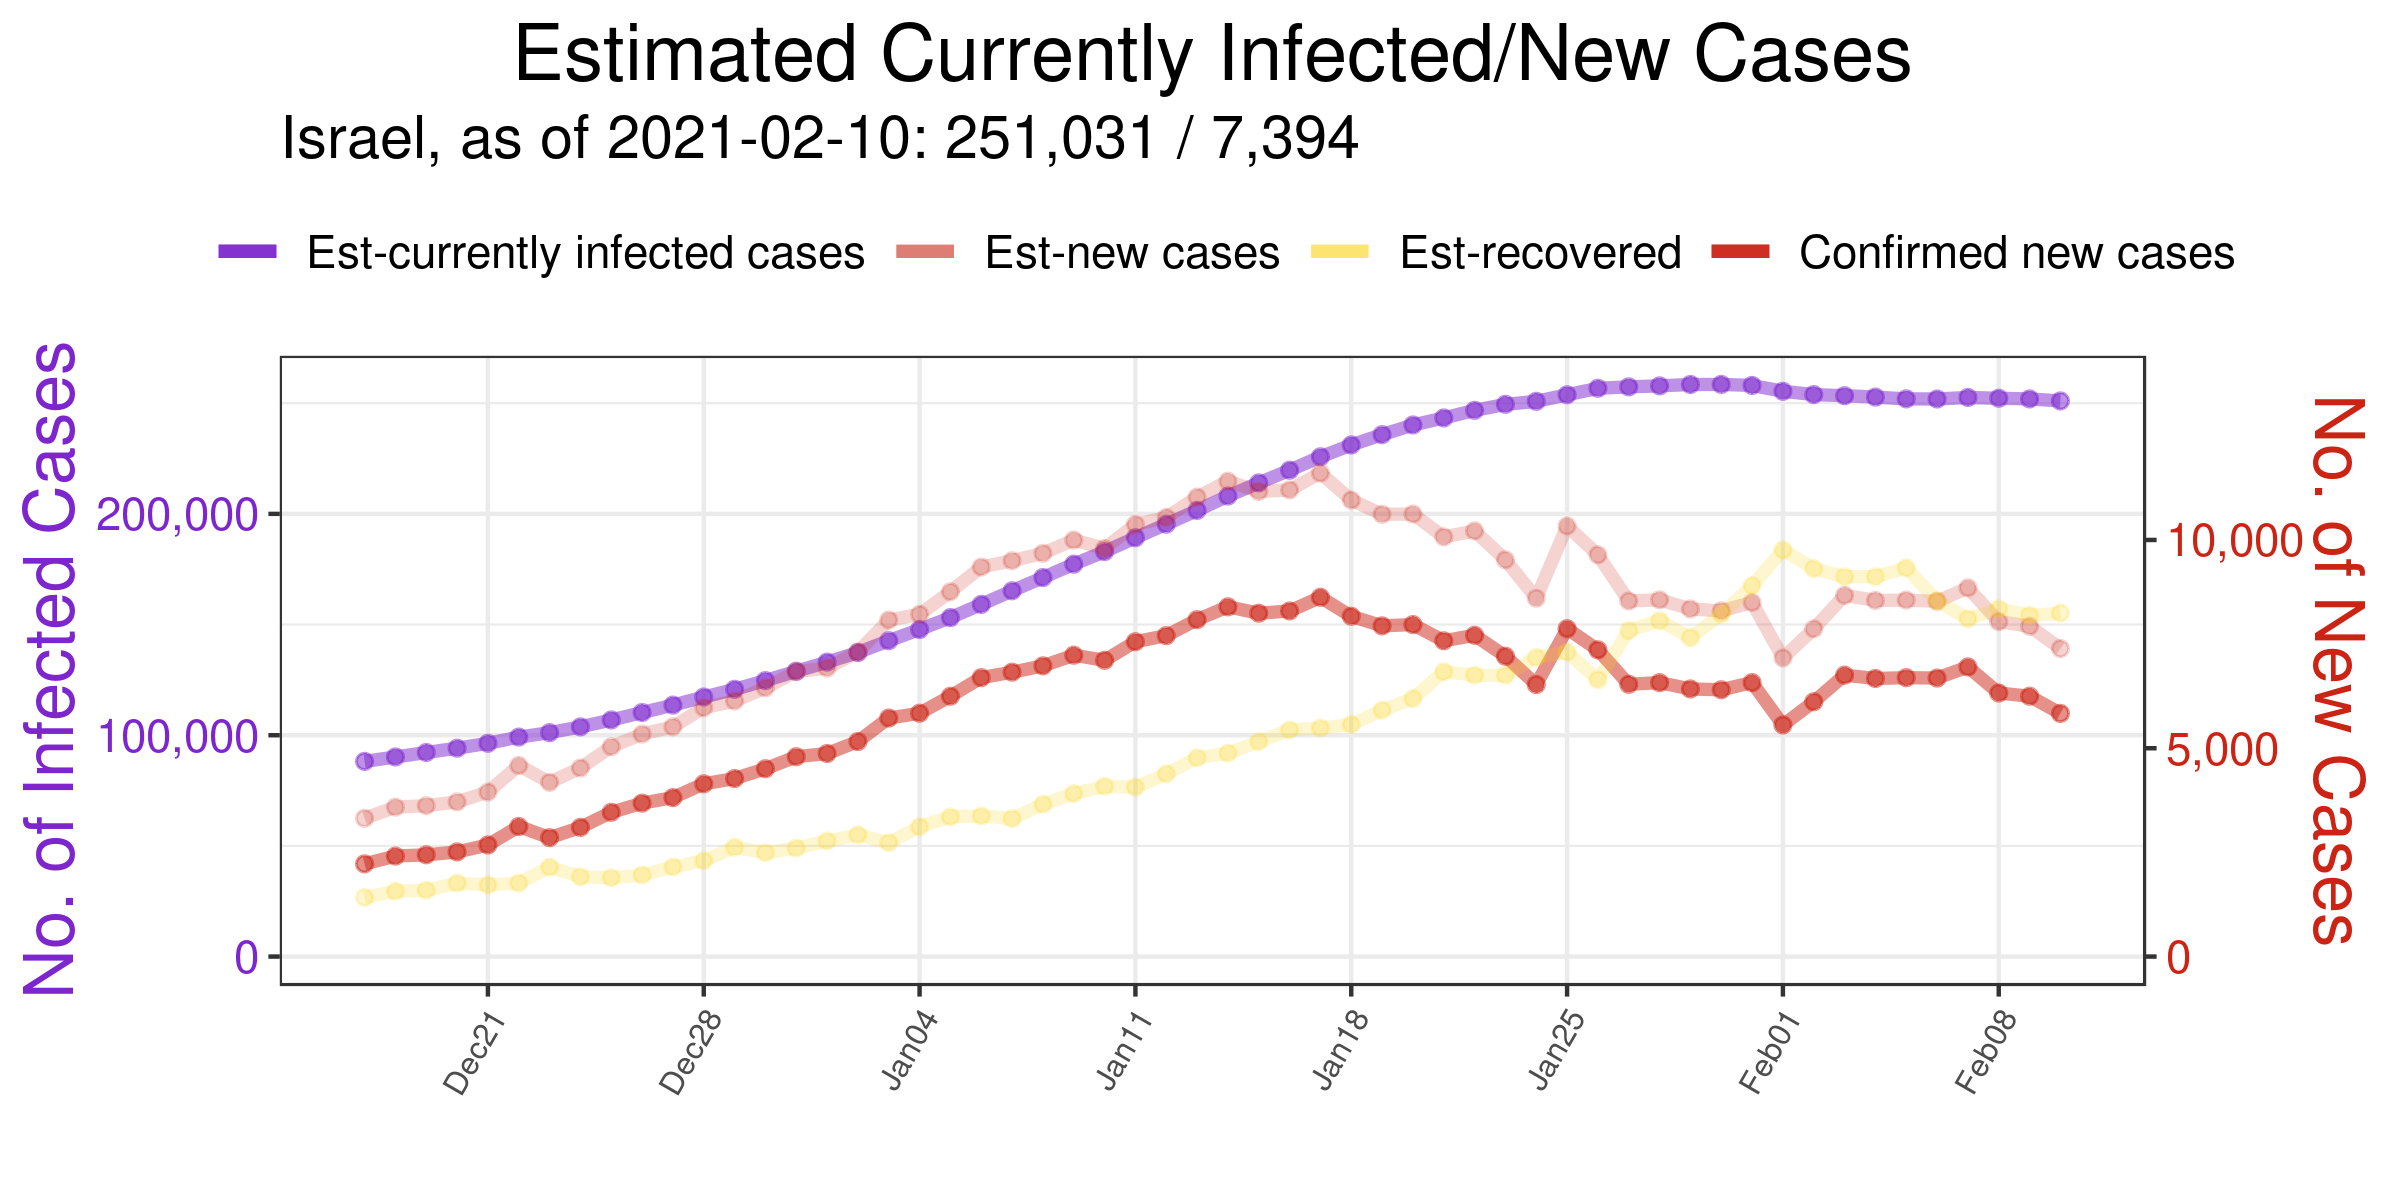 Estimated Currently Infected/New Cases
Israel, as of 2021-02-10: 251,031 / 7,394
Est-currently infected cases
Est-new cases
Est-recovered
Confirmed new cases
No. of Infected Cases
200,000
100,000
0
10,000
5,000
0
No. of New Cases
Dec21
Dec28
Jan04
Jan11
Jan18
Jan25
Feb01
Feb08